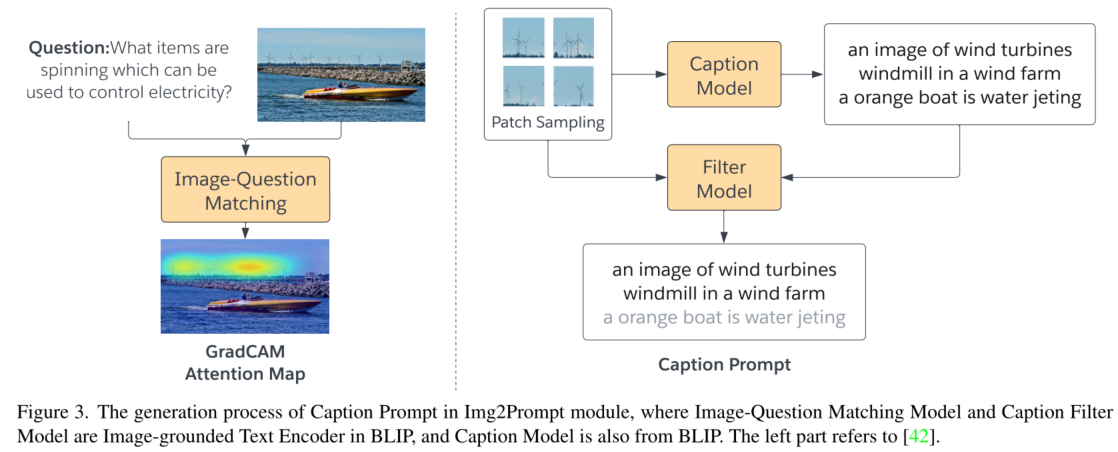 Question:What items are
spinning which can be
used to control electricity?
Image-Question
Matching
GradCAM
Attention Map
Patch Sampling
Caption
Model
an image of wind turbines
windmill in a wind farm
a orange boat is water jeting
Filter
Model
an image of wind turbines
windmill in a wind farm
a orange boat is water jeting
Caption Prompt
Figure 3. The generation process of Caption Prompt in Img2Prompt module, where Image-Question Matching Model and Caption Filter
Model are Image-grounded Text Encoder in BLIP, and Caption Model is also from BLIP. The left part refers to [42].